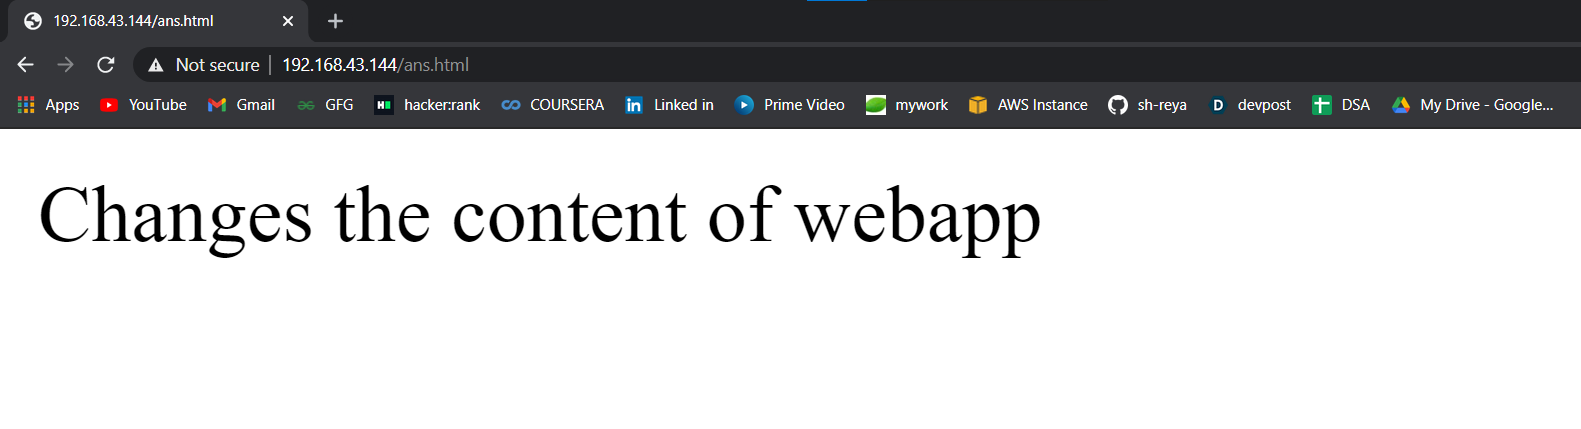 192.168.43.144/ans.html
Not secure | 192.168.43.144/ans.html
Apps YouTube Gmail GFG H hacker:rank COURSERA in Linked in Prime Video mywork AWS Instance sh-reya D devpost DSA My Drive - Google...
Changes the content of webapp